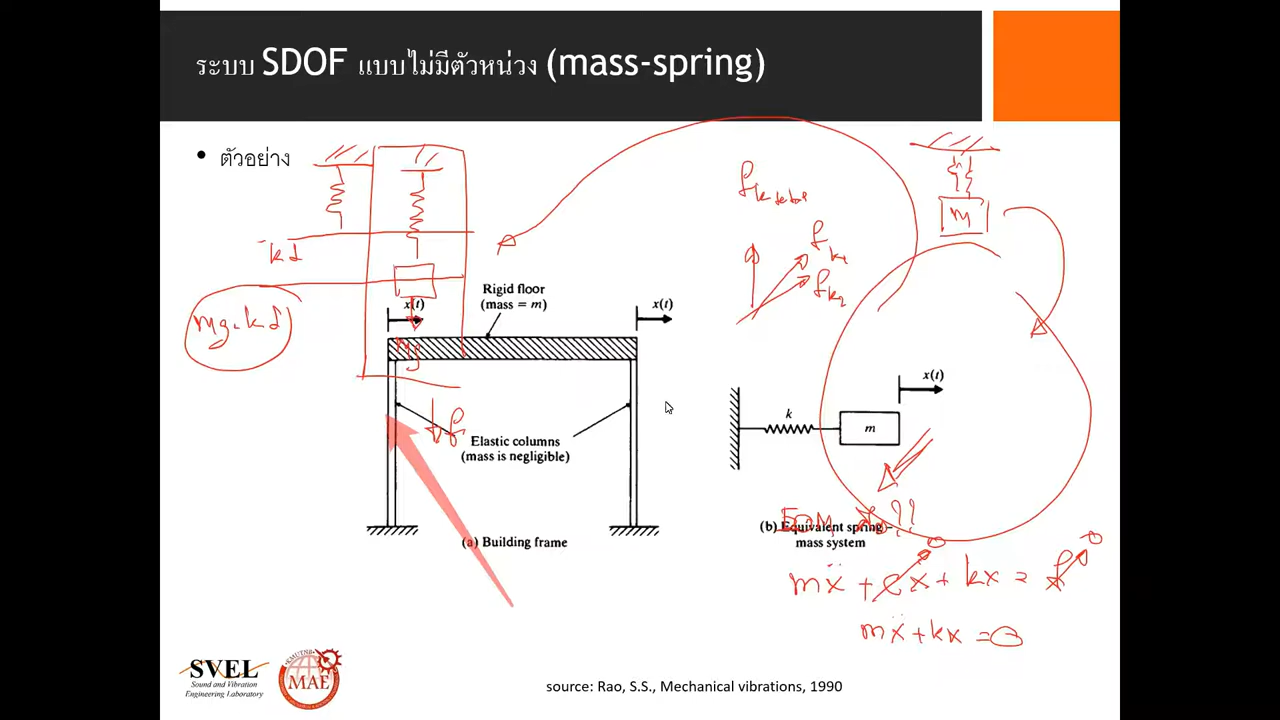 ระบบ SDOF แบบไม่มีตัวหน่วง (mass-spring)
• ตัวอย่าง
m
kd
mg = kd
mg
f
Rigid floor
(mass = m)
x(t)
x(t)
Elastic columns
(mass is negligible)
(a) Building frame
x(t)
k
m
(b) Equivalent spring -
mass system
EOM
??
mẍ + cẋ + kx = f
mẍ + kx = 0
SVEL
Sound and Vibration
Engineering Laboratory
KMUTNB
MAE
source: Rao, S.S., Mechanical vibrations, 1990